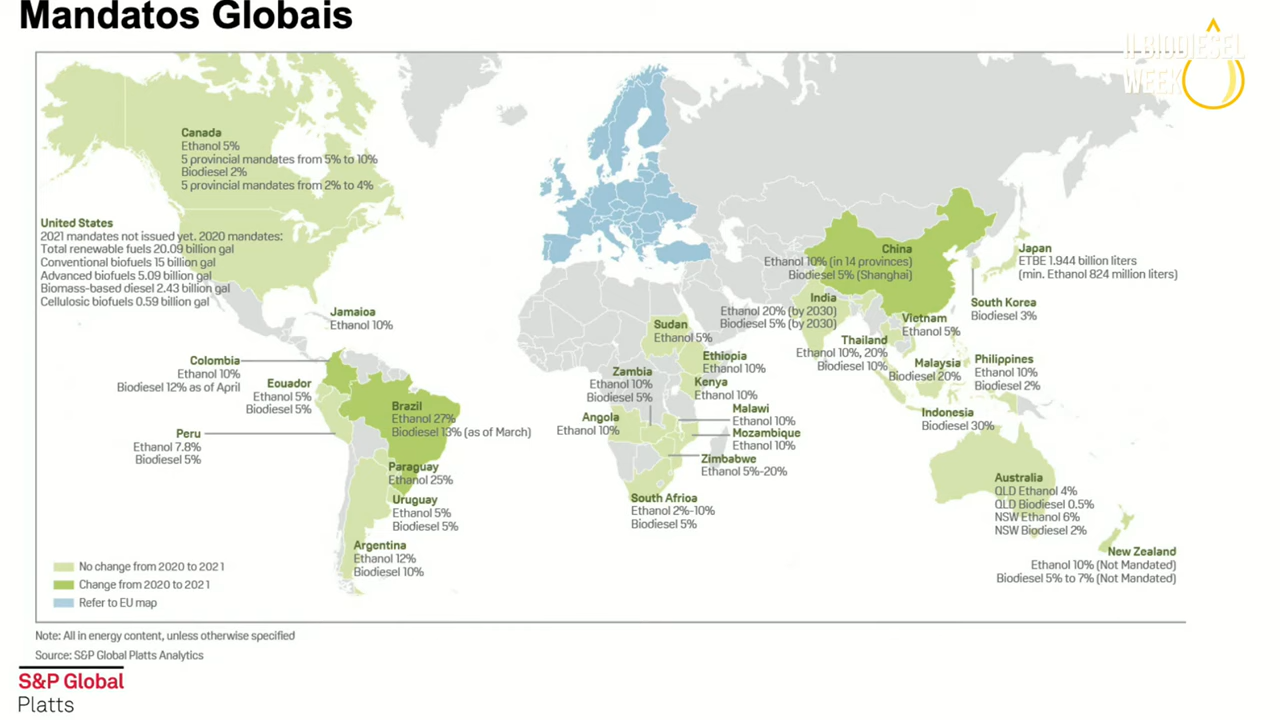 Mandatos Globais
II BIODIESEL
WEEK
Canada
Ethanol 5%
5 provincial mandates from 5% to 10%
Biodiesel 2%
5 provincial mandates from 2% to 4%
United States
2021 mandates not issued yet. 2020 mandates:
Total renewable fuels 20.09 billion gal
Conventional biofuels 15 billion gal
Advanced biofuels 5.09 billion gal
Biomass-based diesel 2.43 billion gal
Cellulosic biofuels 0.59 billion gal
Jamaica
Ethanol 10%
Colombia
Ethanol 10%
Biodiesel 12% as of April
Ecuador
Ethanol 5%
Biodiesel 5%
Peru
Ethanol 7.8%
Biodiesel 5%
Brazil
Ethanol 27%
Biodiesel 13% (as of March)
Paraguay
Ethanol 25%
Uruguay
Ethanol 5%
Biodiesel 5%
Argentina
Ethanol 12%
Biodiesel 10%
Sudan
Ethanol 5%
Ethiopia
Ethanol 10%
Kenya
Ethanol 10%
Zambia
Ethanol 10%
Biodiesel 5%
Angola
Ethanol 10%
Malawi
Ethanol 10%
Mozambique
Ethanol 10%
Zimbabwe
Ethanol 5%-20%
South Africa
Ethanol 2%-10%
Biodiesel 5%
China
Ethanol 10% (in 14 provinces)
Biodiesel 5% (Shanghai)
India
Ethanol 20% (by 2030)
Biodiesel 5% (by 2030)
Japan
ETBE 1.944 billion liters
(min. Ethanol 824 million liters)
South Korea
Biodiesel 3%
Vietnam
Ethanol 5%
Thailand
Ethanol 10%, 20%
Biodiesel 10%
Malaysia
Biodiesel 20%
Philippines
Ethanol 10%
Biodiesel 2%
Indonesia
Biodiesel 30%
Australia
QLD Ethanol 4%
QLD Biodiesel 0.5%
NSW Ethanol 6%
NSW Biodiesel 2%
New Zealand
Ethanol 10% (Not Mandated)
Biodiesel 5% to 7% (Not Mandated)
No change from 2020 to 2021
Change from 2020 to 2021
Refer to EU map
Note: All in energy content, unless otherwise specified
Source: S&P Global Platts Analytics
S&P Global
Platts